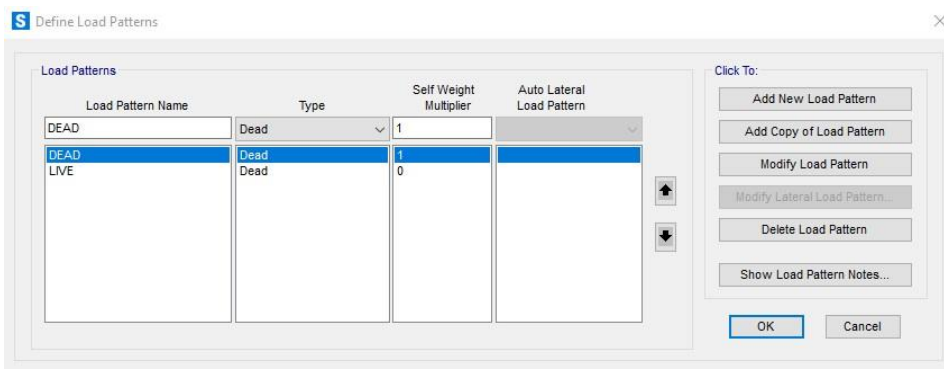 S Define Load Patterns
Load Patterns
Load Pattern Name Type Self Weight Multiplier Auto Lateral Load Pattern
DEAD Dead 1
DEAD Dead 1
LIVE Dead 0
Click To:
Add New Load Pattern
Add Copy of Load Pattern
Modify Load Pattern
Modify Lateral Load Pattern...
Delete Load Pattern
Show Load Pattern Notes...
OK Cancel